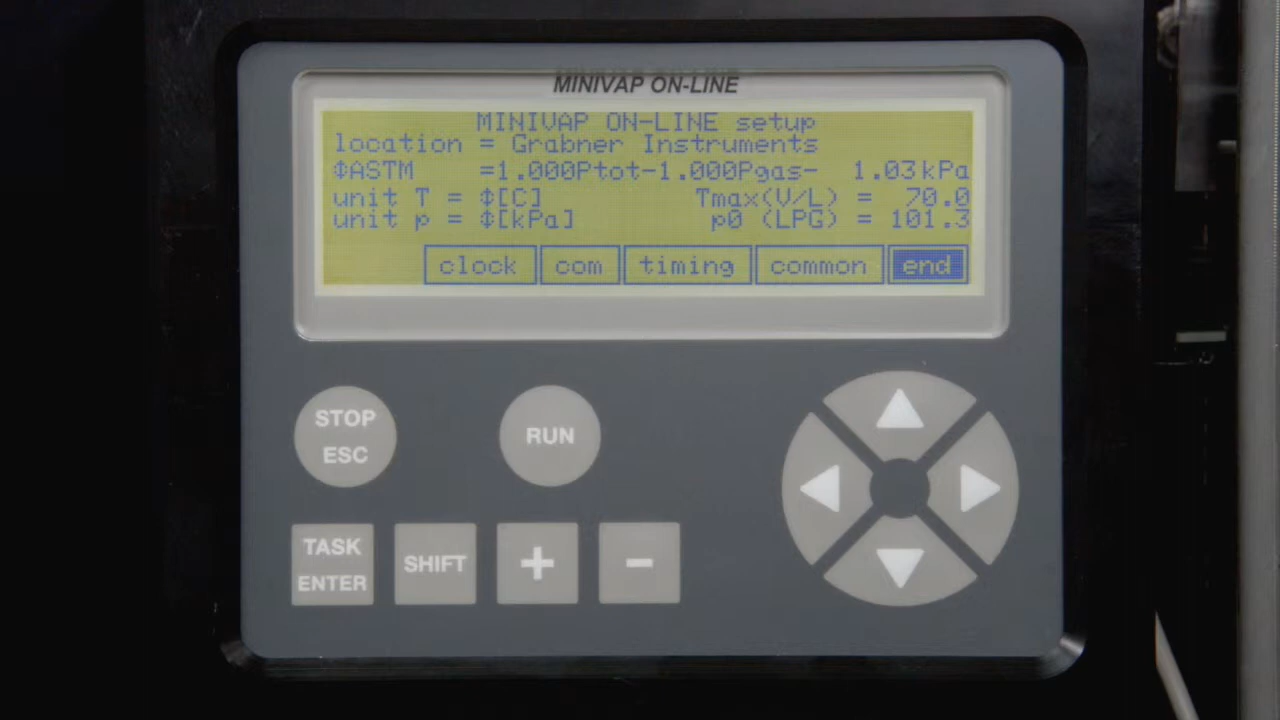 MINIVAP ON-LINE
MINIVAP ON-LINE setup
location = Grabner Instruments
ΦASTM =1.000Ptot-1.000Pgas- 1.03kPa
unit T = Φ[C] Tmax(V/L) = 70.0
unit p = Φ[kPa] p0 (LPG) = 101.3
clock com timing common end
STOP
ESC
RUN
TASK
ENTER
SHIFT
+
-